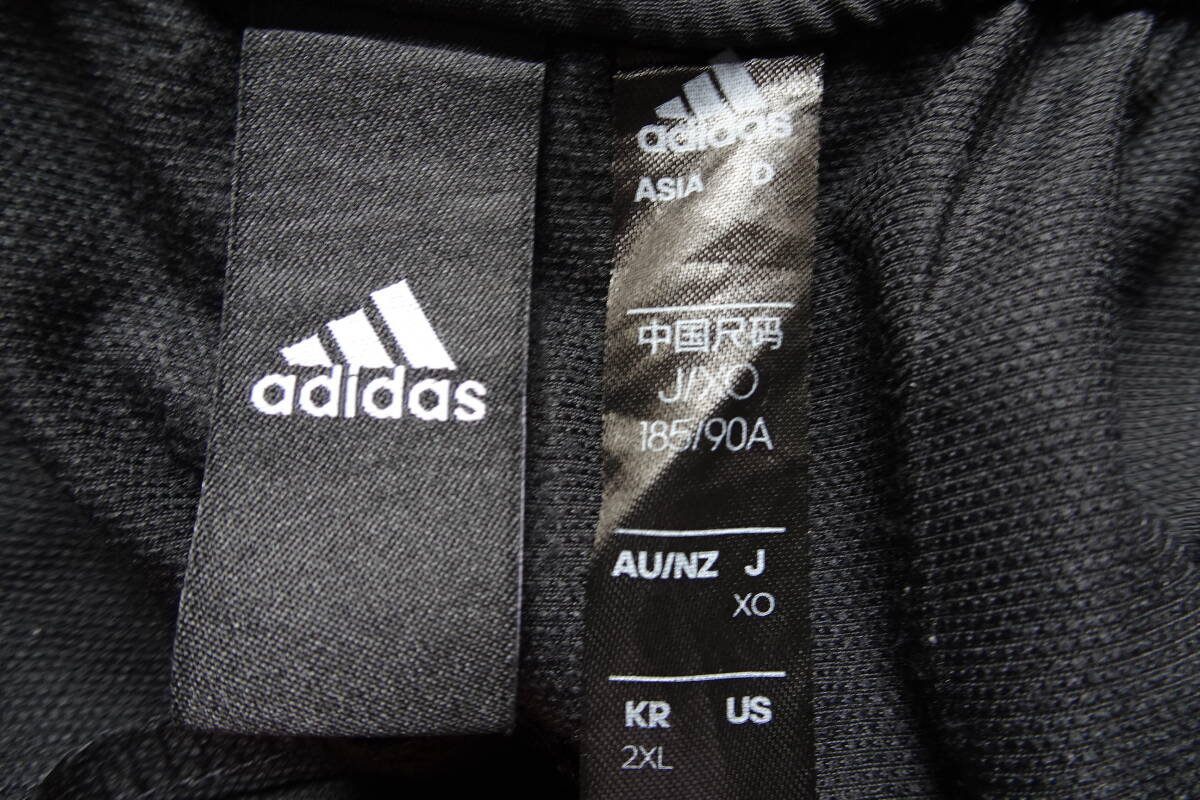 adidas
adidas
ASIA D
中国尺码
J/XO
185/90A
AU/NZ J
XO
KR US
2XL